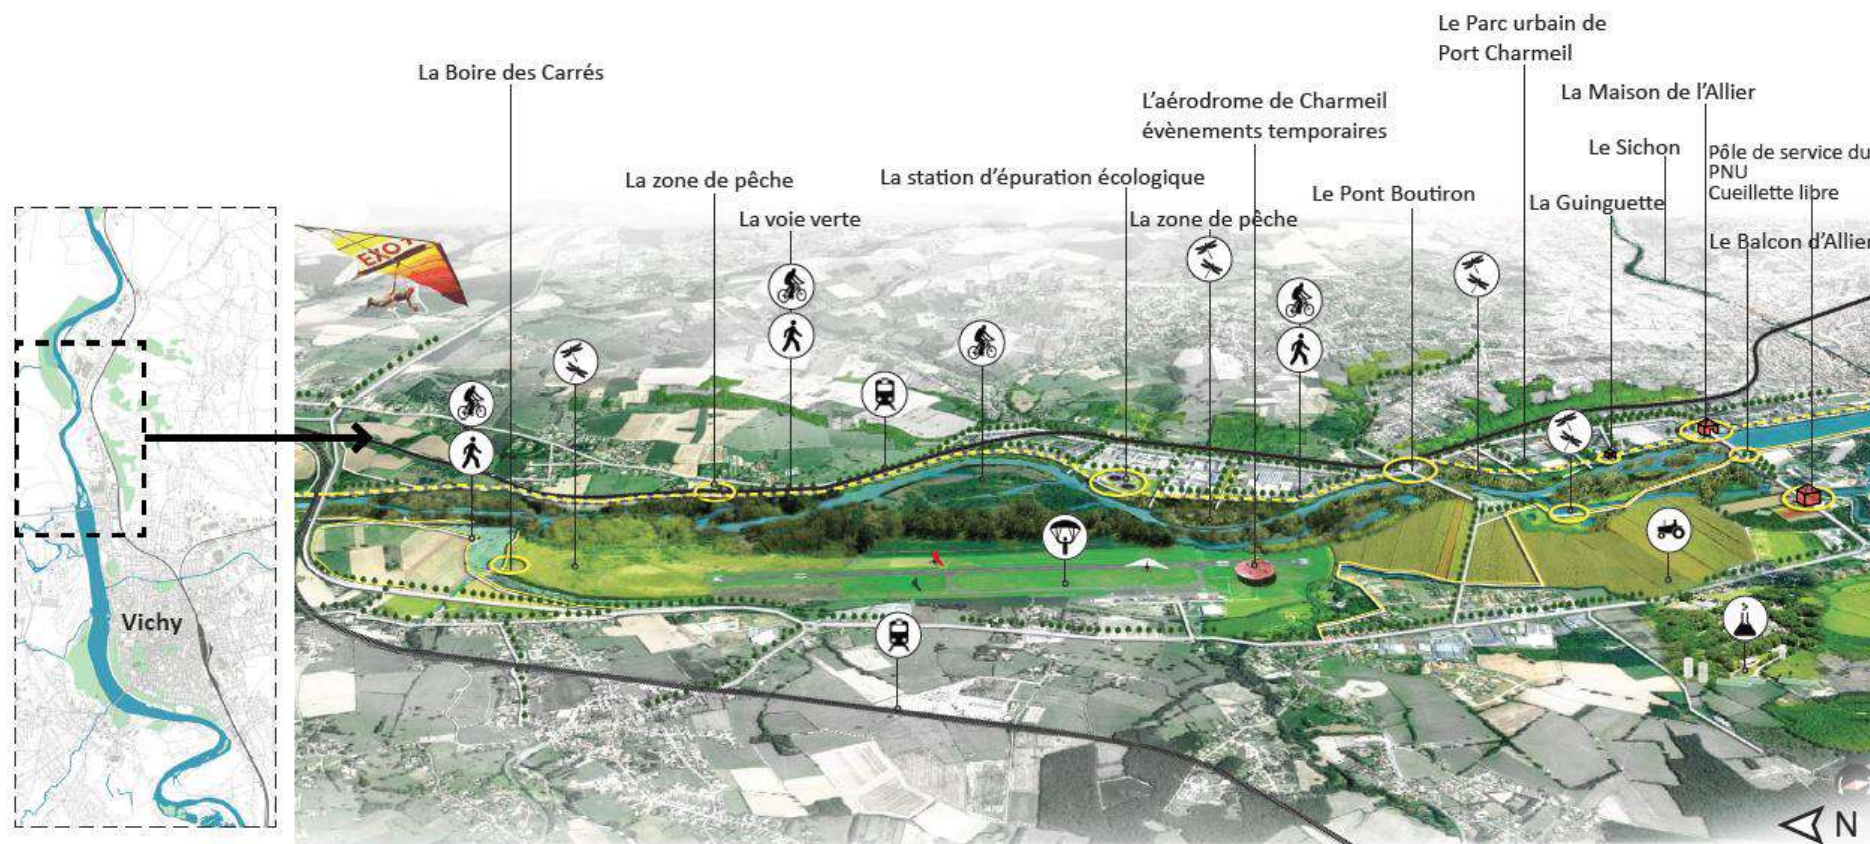 Le Parc urbain de
Port Charmeil
La Boire des Carrés
La Maison de l'Allier
L'aérodrome de Charmeil
évènements temporaires
Le Sichon
Pôle de service du
PNU
Cueillette libre
La zone de pêche
La station d'épuration écologique
Le Pont Boutiron
La Guinguette
La voie verte
La zone de pêche
Le Balcon d'Allier
EXO7
Vichy
N